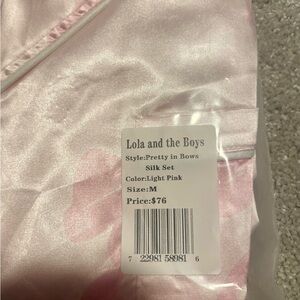 Lola and the Boys
Style:Pretty in Bows
Silk Set
Color:Light Pink
Size:M
Price:$76
7 22981 58981 6